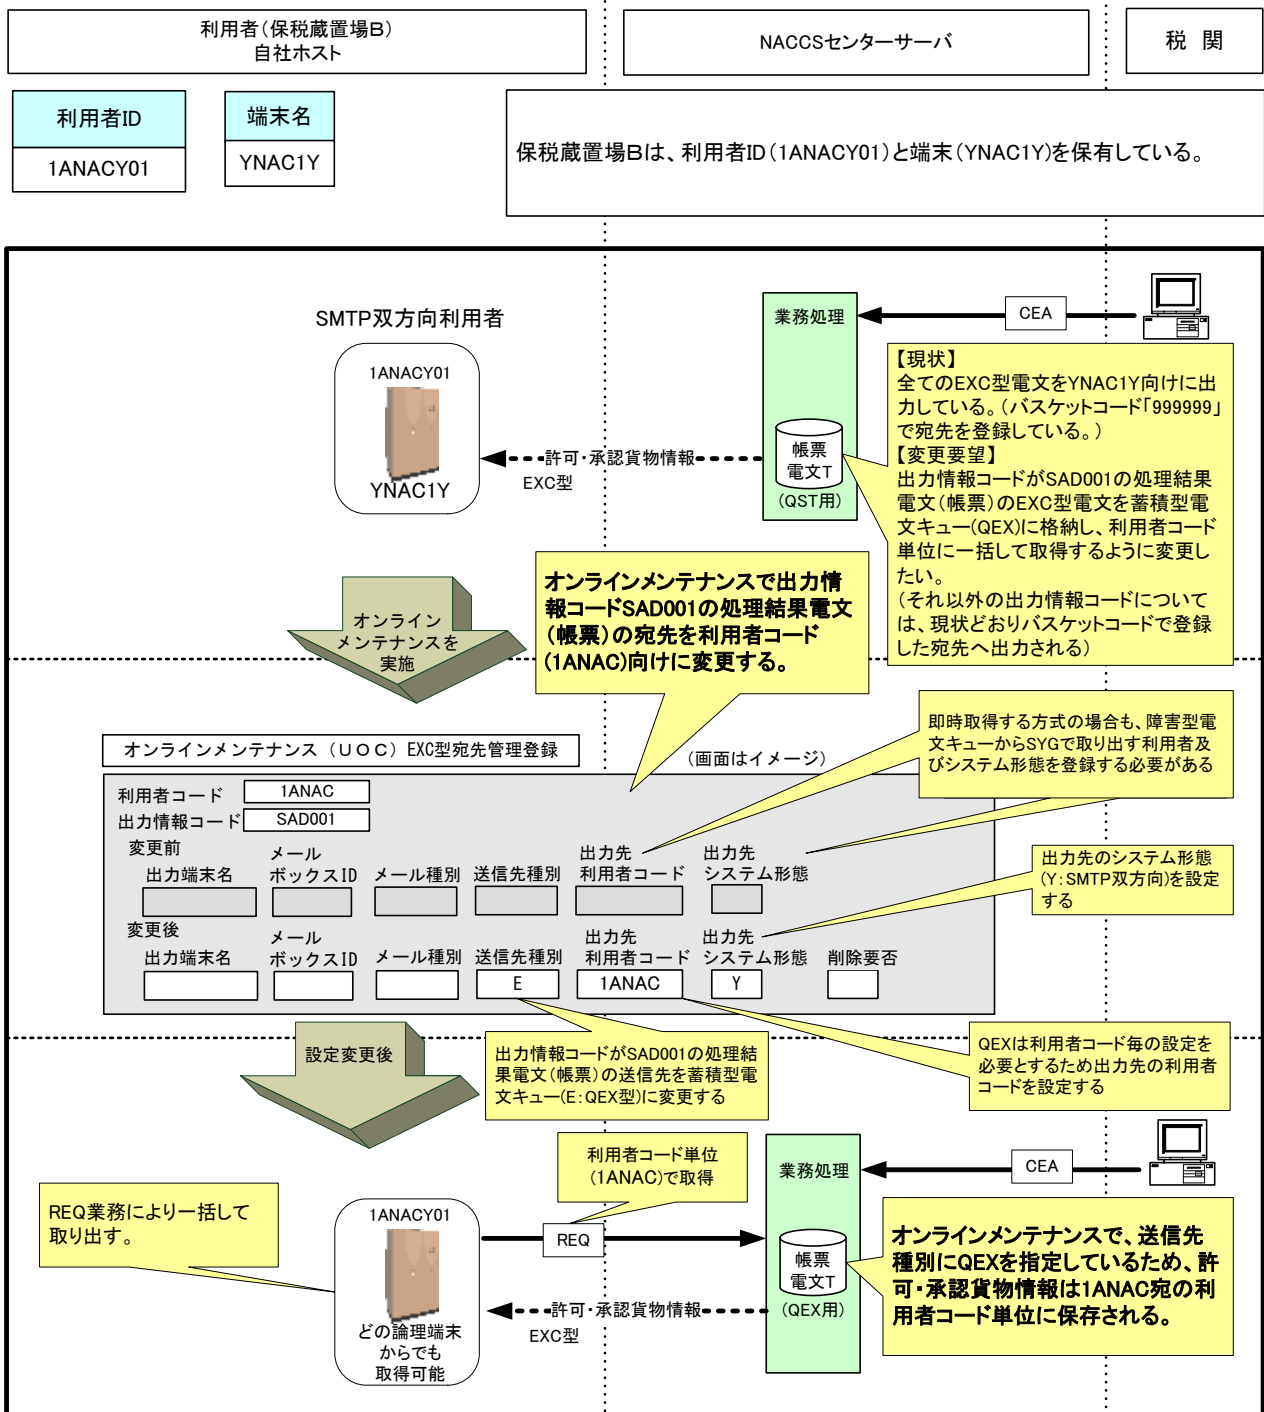 利用者（保税蔵置場Ｂ）
自社ホスト
NACCSセンターサーバ
税　関
利用者ID
1ANACY01
端末名
YNAC1Y
保税蔵置場Ｂは、利用者ID（1ANACY01）と端末（YNAC1Y）を保有している。
SMTP双方向利用者
1ANACY01
YNAC1Y
許可・承認貨物情報
EXC型
業務処理
帳票
電文T
(QST用)
CEA
【現状】
全てのEXC型電文をYNAC1Y向けに出
力している。（バスケットコード「999999」
で宛先を登録している。）
【変更要望】
出力情報コードがSAD001の処理結果
電文（帳票）のEXC型電文を蓄積型電
文キュー(QEX)に格納し、利用者コード
単位に一括して取得するように変更し
たい。
（それ以外の出力情報コードについて
は、現状どおりバスケットコードで登録
した宛先へ出力される）
オンライン
メンテナンスを
実施
オンラインメンテナンスで出力情
報コードSAD001の処理結果電文
（帳票）の宛先を利用者コード
(1ANAC)向けに変更する。
即時取得する方式の場合も、障害型電
文キューからSYGで取り出す利用者及
びシステム形態を登録する必要がある
オンラインメンテナンス（ＵＯＣ）EXC型宛先管理登録
（画面はイメージ）
利用者コード
1ANAC
出力情報コード
SAD001
変更前
出力端末名
メール
ボックスID
メール種別
送信先種別
出力先
利用者コード
出力先
システム形態
出力先のシステム形態
(Y：SMTP双方向)を設定
する
変更後
出力端末名
メール
ボックスID
メール種別
送信先種別
出力先
利用者コード
出力先
システム形態
削除要否
E
1ANAC
Y
設定変更後
出力情報コードがSAD001の処理結
果電文（帳票）の送信先を蓄積型電
文キュー(E：QEX型)に変更する
QEXは利用者コード毎の設定を
必要とするため出力先の利用者
コードを設定する
利用者コード単位
(1ANAC)で取得
業務処理
CEA
REQ業務により一括して
取り出す。
1ANACY01
どの論理端末
からでも
取得可能
REQ
許可・承認貨物情報
EXC型
帳票
電文T
(QEX用)
オンラインメンテナンスで、送信先
種別にQEXを指定しているため、許
可・承認貨物情報は1ANAC宛の利
用者コード単位に保存される。